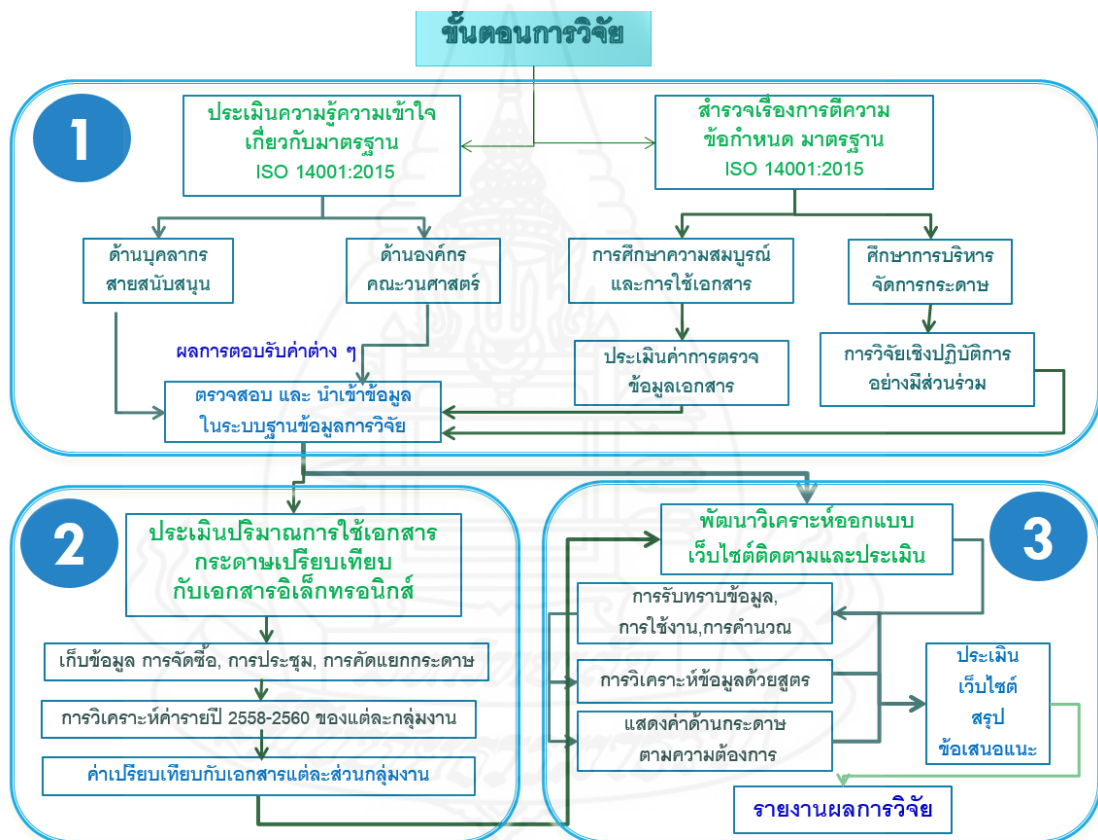 ขั้นตอนการวิจัย
1
ประเมินความรู้ความเข้าใจ
เกี่ยวกับมาตรฐาน
ISO 14001:2015
สำรวจเรื่องการตีความ
ข้อกำหนด มาตรฐาน
ISO 14001:2015
ด้านบุคลากร
สายสนับสนุน
ด้านองค์กร
คณะวนศาสตร์
การศึกษาความสมบูรณ์
และการใช้เอกสาร
ศึกษาการบริหาร
จัดการกระดาษ
ผลการตอบรับค่าต่าง ๆ
ประเมินค่าการตรวจ
ข้อมูลเอกสาร
การวิจัยเชิงปฏิบัติการ
อย่างมีส่วนร่วม
ตรวจสอบ และ นำเข้าข้อมูล
ในระบบฐานข้อมูลการวิจัย
2
ประเมินปริมาณการใช้เอกสาร
กระดาษเปรียบเทียบ
กับเอกสารอิเล็กทรอนิกส์
เก็บข้อมูล การจัดซื้อ, การประชุม, การคัดแยกกระดาษ
การวิเคราะห์ค่ารายปี 2558-2560 ของแต่ละกลุ่มงาน
ค่าเปรียบเทียบกับเอกสารแต่ละส่วนกลุ่มงาน
3
พัฒนาวิเคราะห์ออกแบบ
เว็บไซต์ติดตามและประเมิน
การรับทราบข้อมูล,
การใช้งาน,การคำนวณ
การวิเคราะห์ข้อมูลด้วยสูตร
แสดงค่าด้านกระดาษ
ตามความต้องการ
ประเมิน
เว็บไซต์
สรุป
ข้อเสนอแนะ
รายงานผลการวิจัย